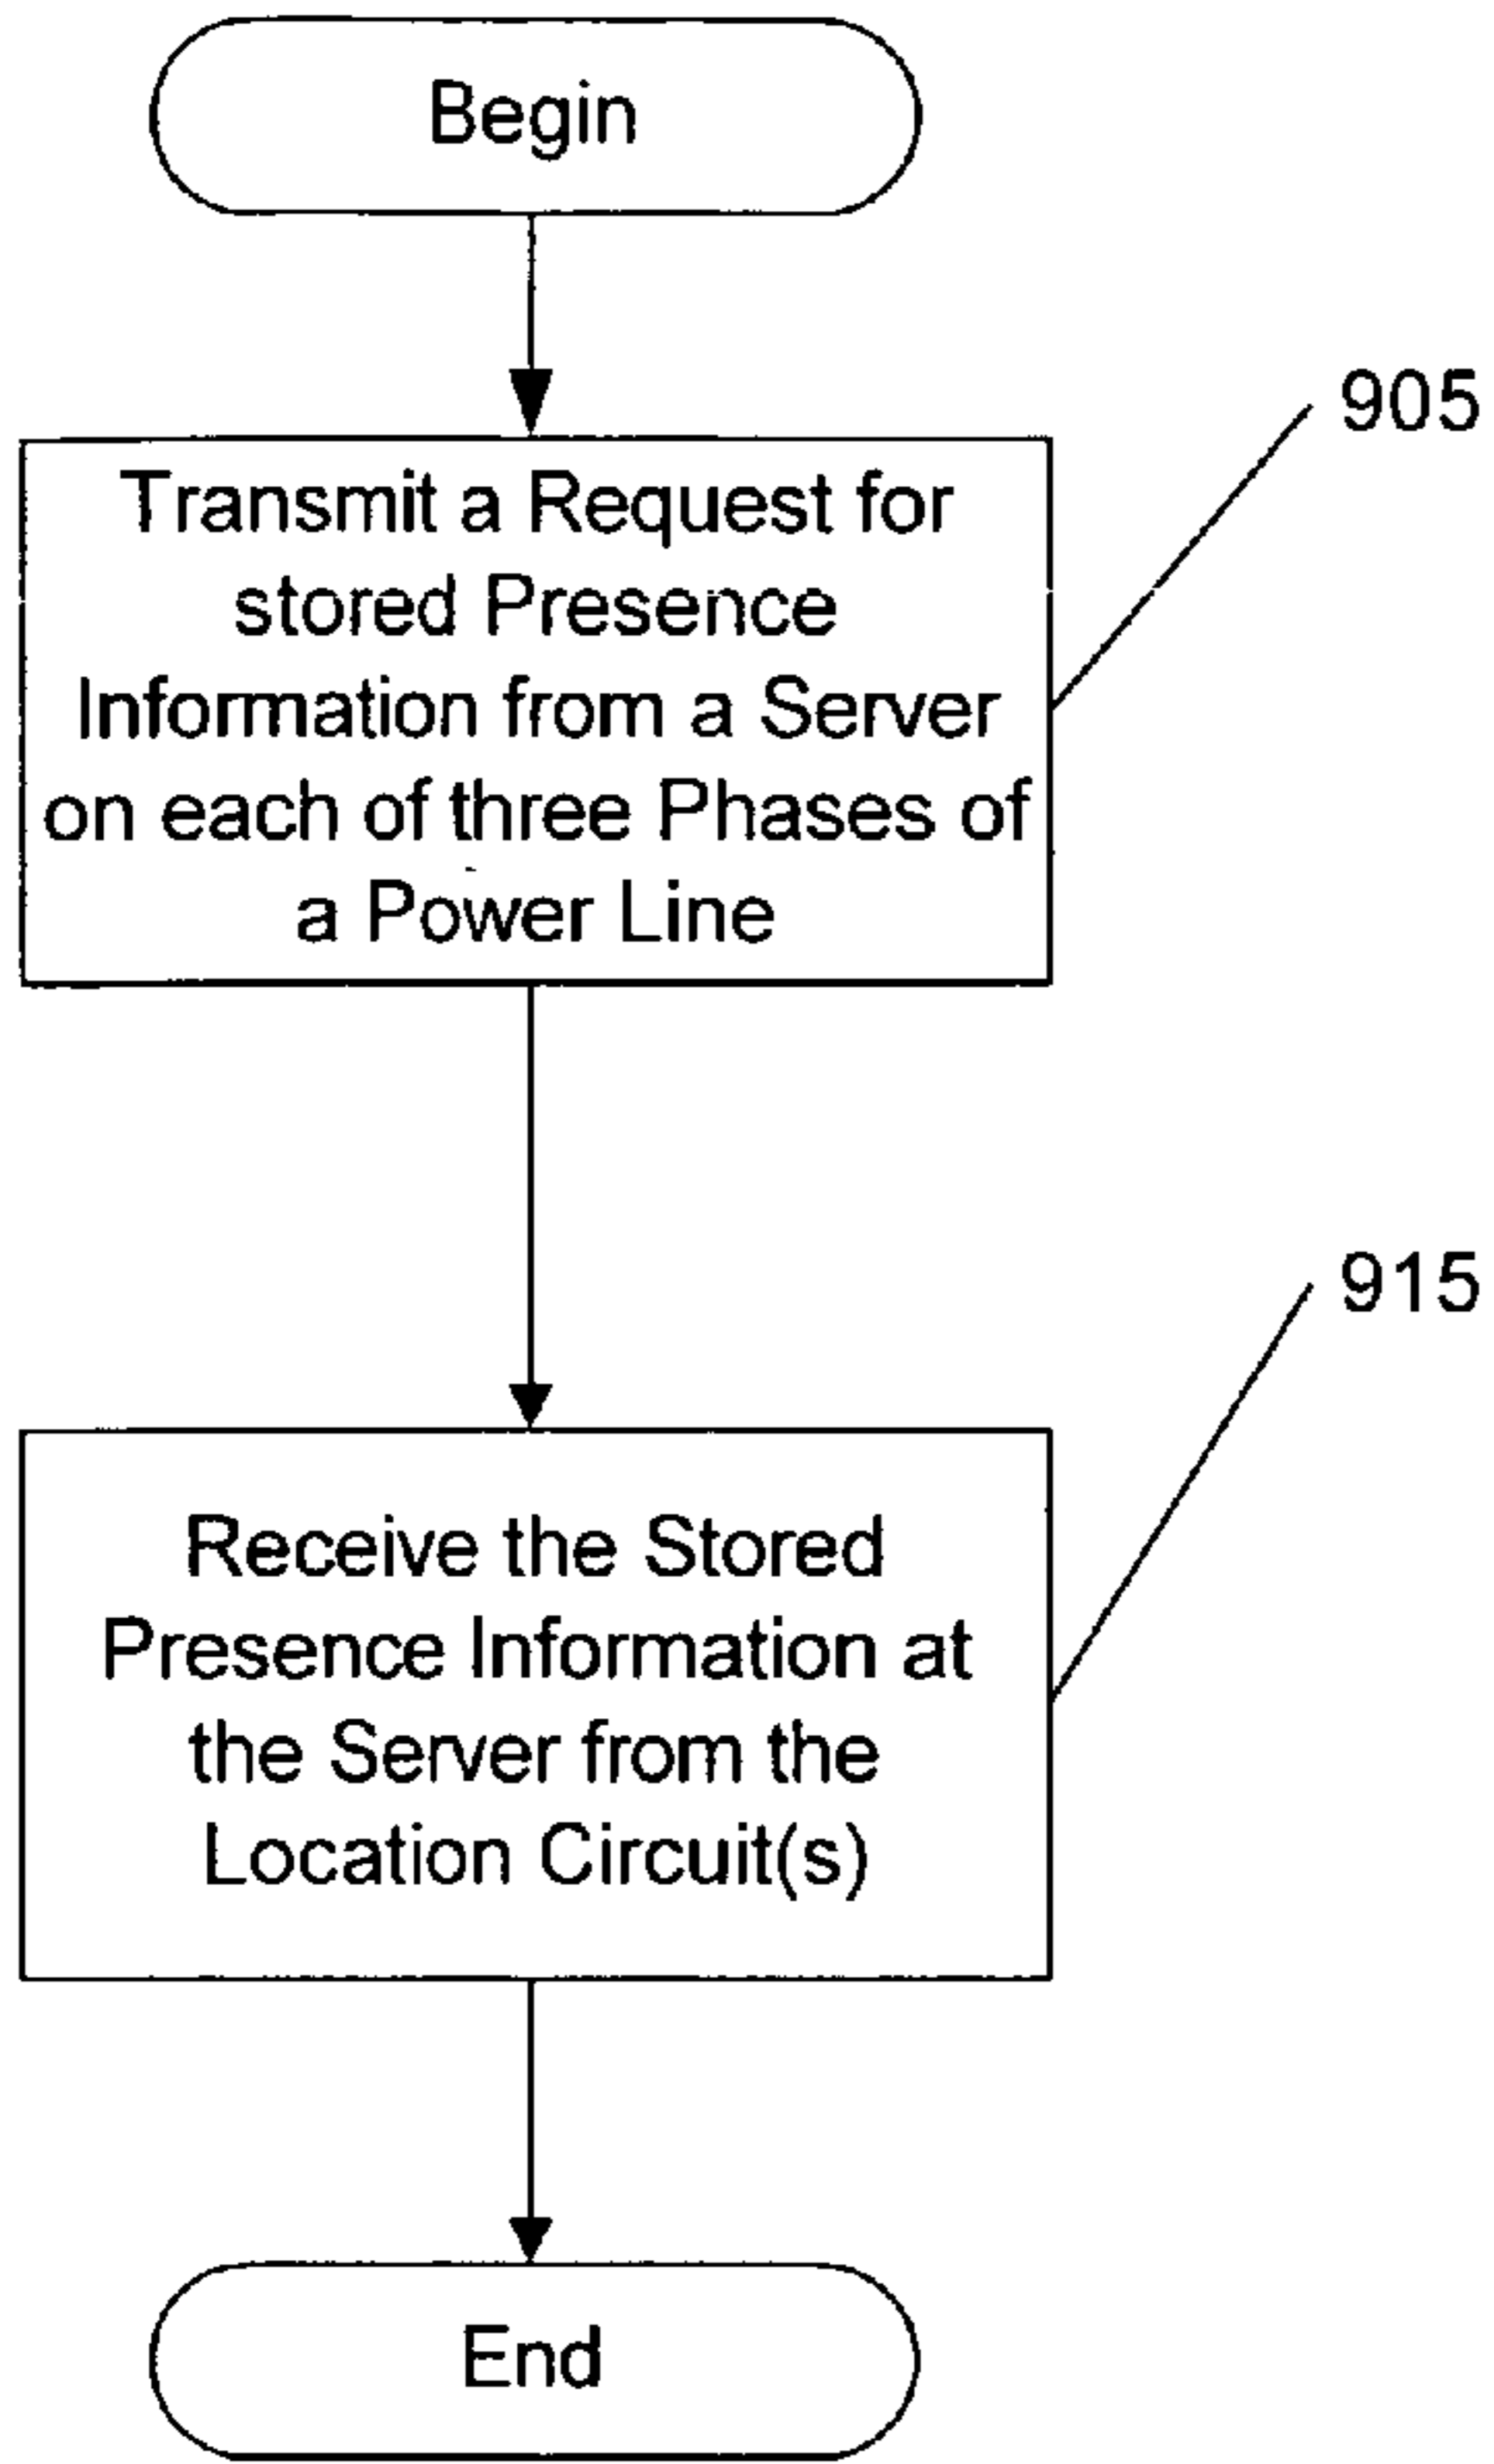 Begin
905
Transmit a Request for
stored Presence
Information from a Server
on each of three Phases of
a Power Line
915
Receive the Stored
Presence Information at
the Server from the
Location Circuit(s)
End